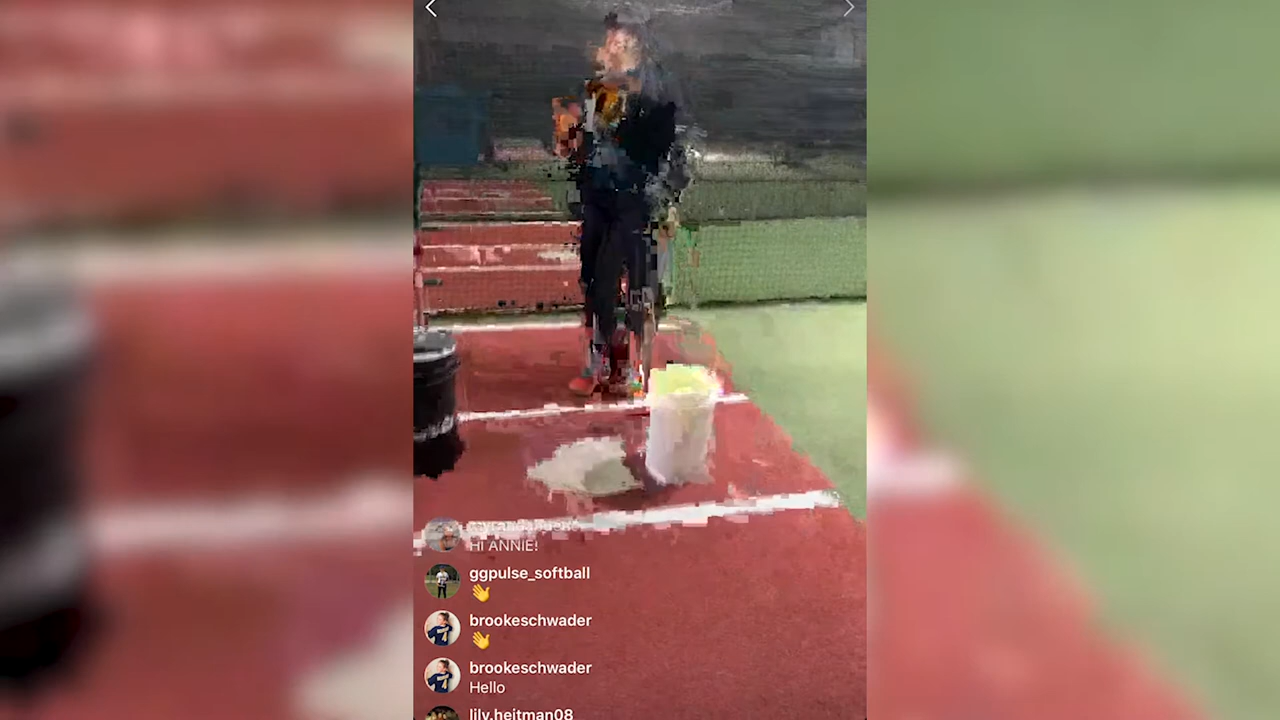 HI ANNIE!
ggpulse_softball
👋
brookeschwader
👋
brookeschwader
Hello
lily.heitman08